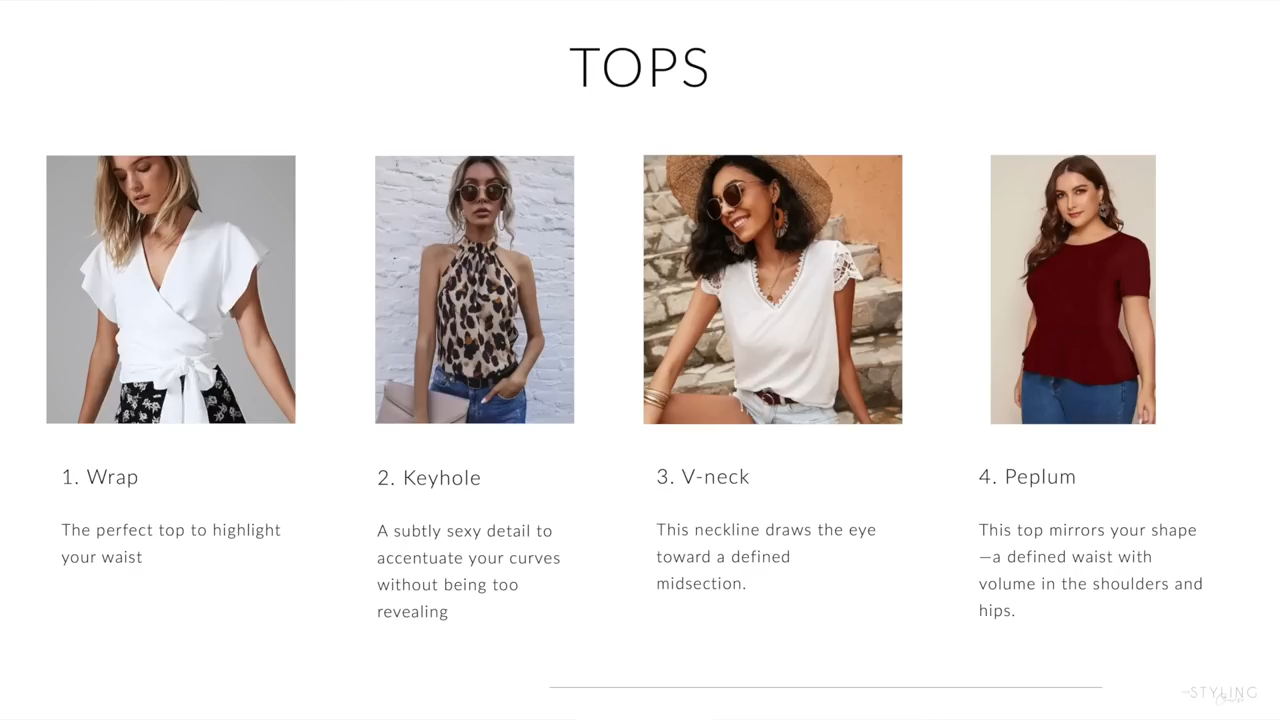 TOPS
1. Wrap
The perfect top to highlight
your waist
2. Keyhole
A subtly sexy detail to
accentuate your curves
without being too
revealing
3. V-neck
This neckline draws the eye
toward a defined
midsection.
4. Peplum
This top mirrors your shape
—a defined waist with
volume in the shoulders and
hips.
STYLING